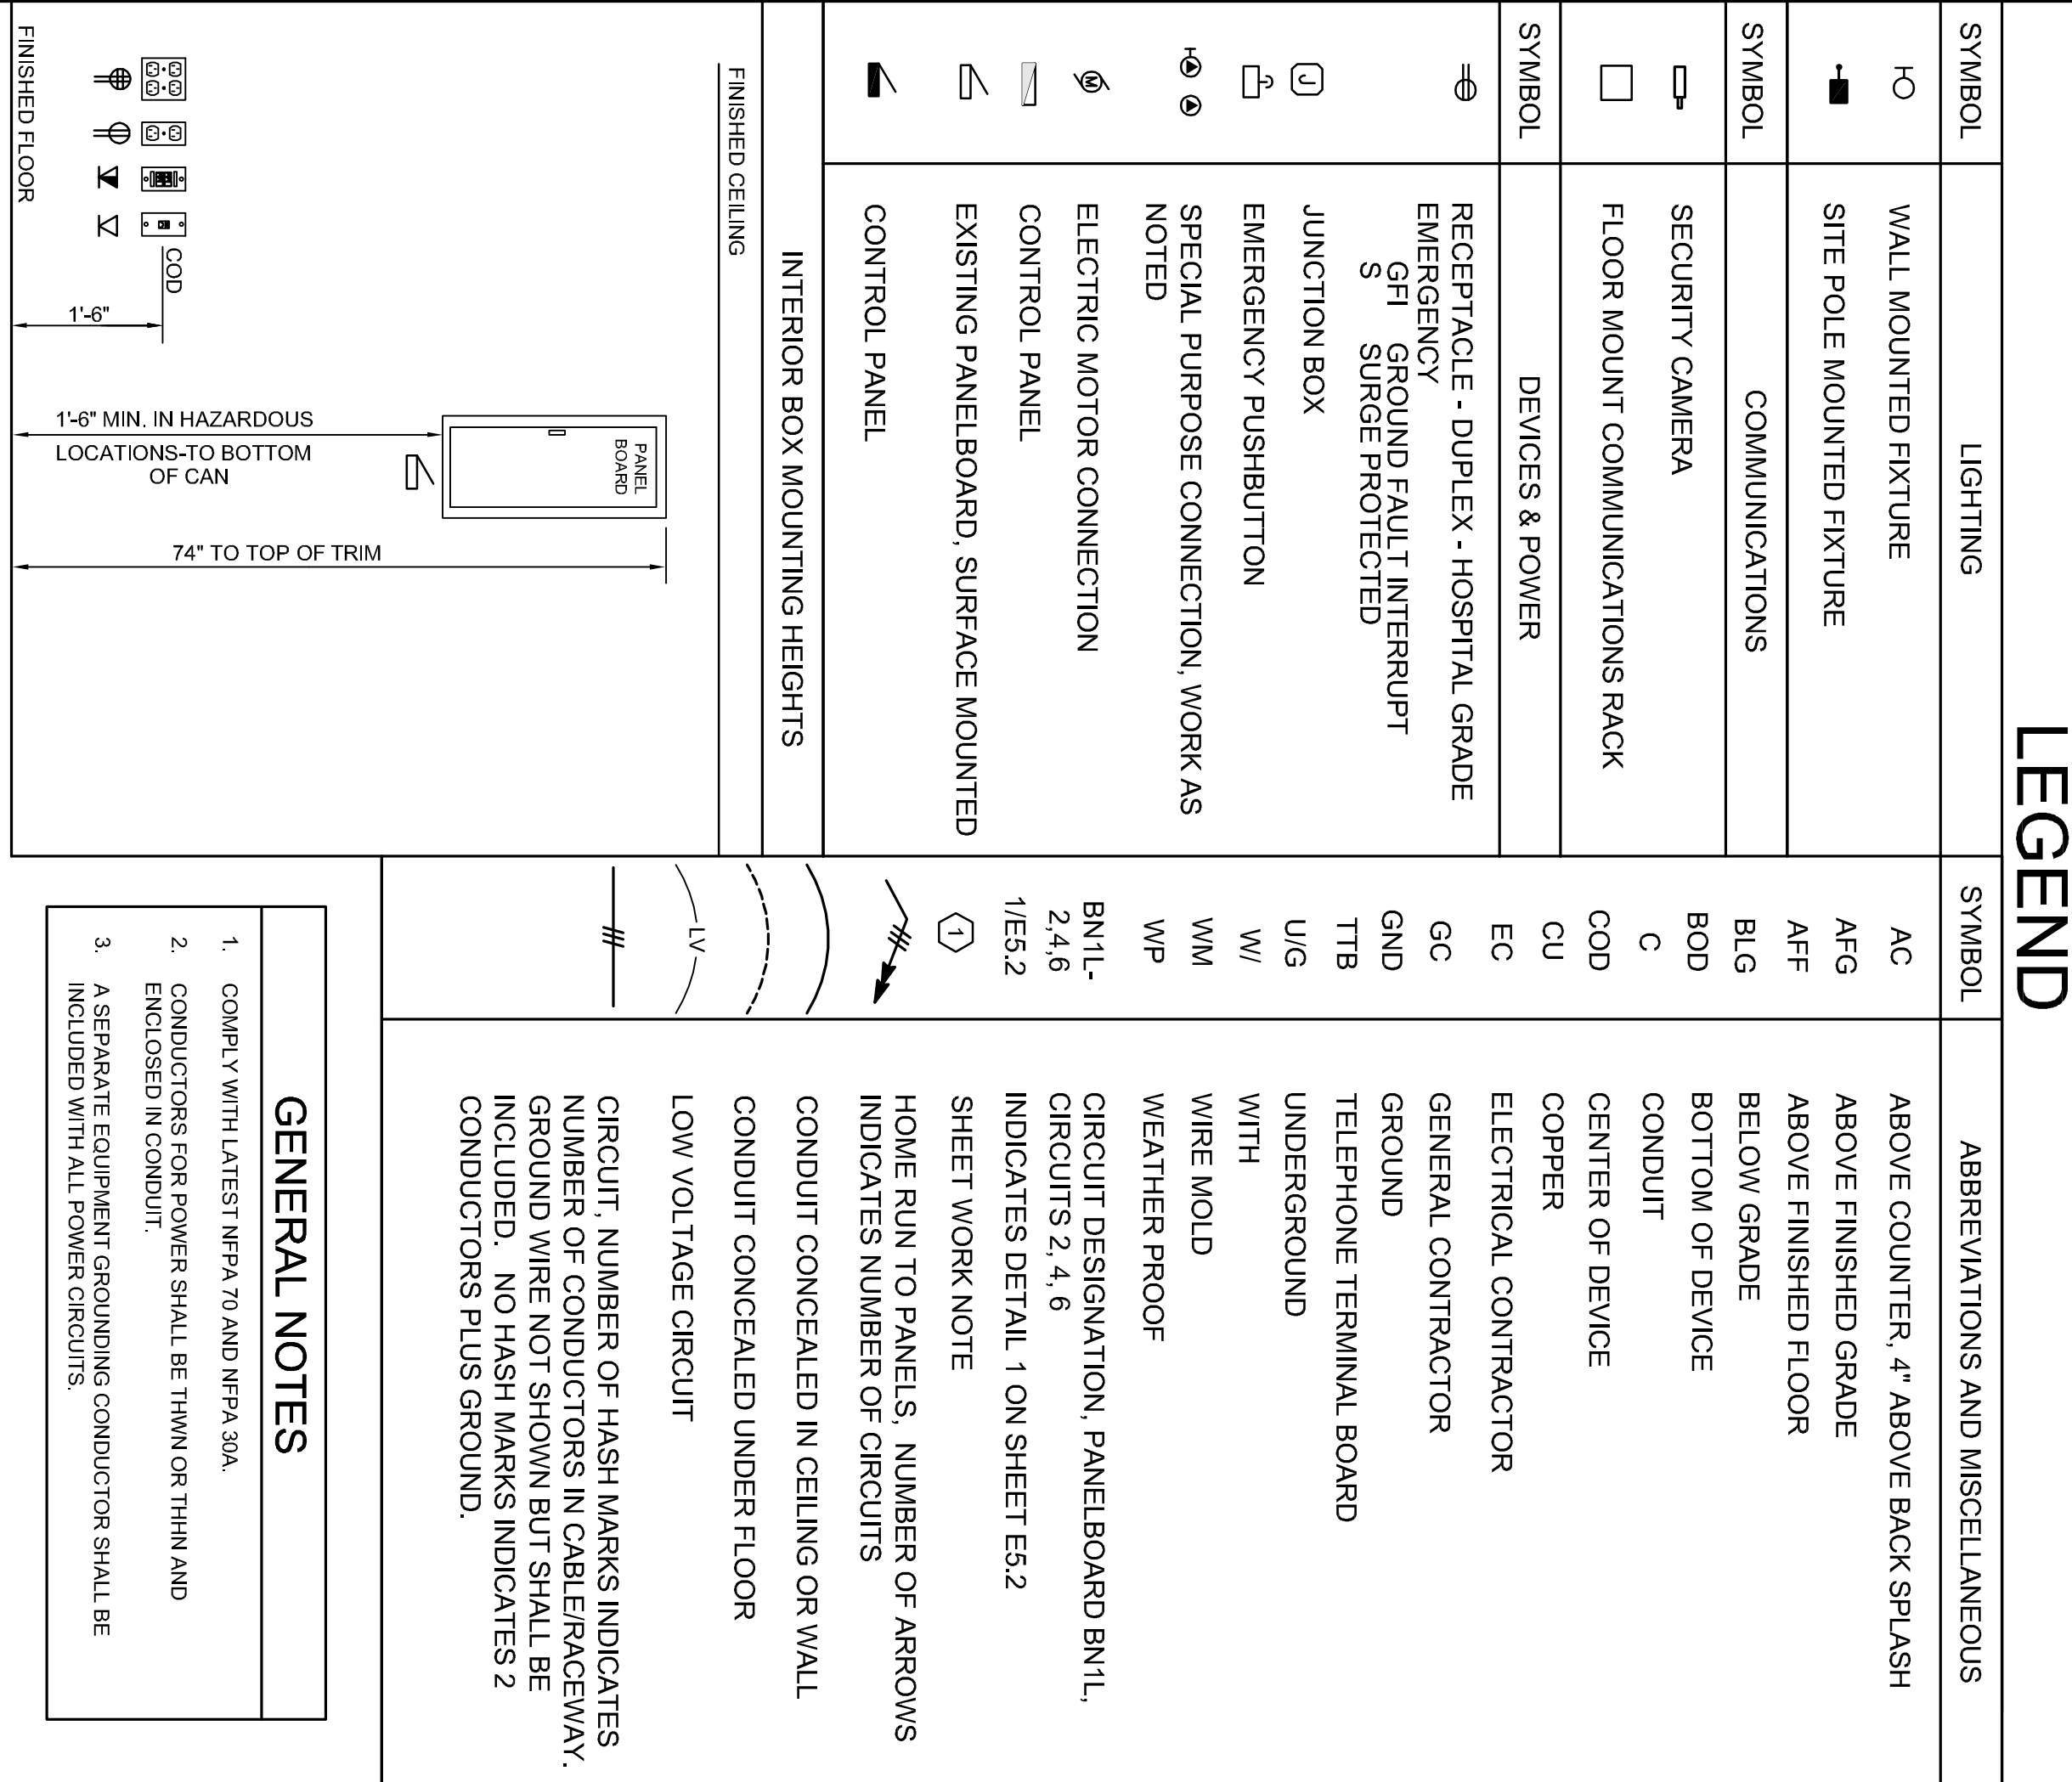 LEGEND
SYMBOL
LIGHTING
WALL MOUNTED FIXTURE
SITE POLE MOUNTED FIXTURE
SYMBOL
COMMUNICATIONS
SECURITY CAMERA
FLOOR MOUNT COMMUNICATIONS RACK
SYMBOL
DEVICES & POWER
RECEPTACLE - DUPLEX - HOSPITAL GRADE
EMERGENCY
GFI GROUND FAULT INTERRUPT
S SURGE PROTECTED
J
JUNCTION BOX
EMERGENCY PUSHBUTTON
SPECIAL PURPOSE CONNECTION, WORK AS
NOTED
M
ELECTRIC MOTOR CONNECTION
CONTROL PANEL
EXISTING PANELBOARD, SURFACE MOUNTED
CONTROL PANEL
INTERIOR BOX MOUNTING HEIGHTS
FINISHED CEILING
PANEL
BOARD
COD
1'-6"
1'-6" MIN. IN HAZARDOUS
LOCATIONS-TO BOTTOM
OF CAN
74" TO TOP OF TRIM
FINISHED FLOOR
SYMBOL
ABBREVIATIONS AND MISCELLANEOUS
AC ABOVE COUNTER, 4" ABOVE BACK SPLASH
AFG ABOVE FINISHED GRADE
AFF ABOVE FINISHED FLOOR
BLG BELOW GRADE
BOD BOTTOM OF DEVICE
C CONDUIT
COD CENTER OF DEVICE
CU COPPER
EC ELECTRICAL CONTRACTOR
GC GENERAL CONTRACTOR
GND GROUND
TTB TELEPHONE TERMINAL BOARD
U/G UNDERGROUND
W/ WITH
WM WIRE MOLD
WP WEATHER PROOF
BN1L- CIRCUIT DESIGNATION, PANELBOARD BN1L,
2,4,6 CIRCUITS 2, 4, 6
1/E5.2 INDICATES DETAIL 1 ON SHEET E5.2
1 SHEET WORK NOTE
HOME RUN TO PANELS, NUMBER OF ARROWS
INDICATES NUMBER OF CIRCUITS
CONDUIT CONCEALED IN CEILING OR WALL
CONDUIT CONCEALED UNDER FLOOR
LV LOW VOLTAGE CIRCUIT
CIRCUIT, NUMBER OF HASH MARKS INDICATES
NUMBER OF CONDUCTORS IN CABLE/RACEWAY.
GROUND WIRE NOT SHOWN BUT SHALL BE
INCLUDED. NO HASH MARKS INDICATES 2
CONDUCTORS PLUS GROUND.
GENERAL NOTES
1. COMPLY WITH LATEST NFPA 70 AND NFPA 30A.
2. CONDUCTORS FOR POWER SHALL BE THWN OR THHN AND
ENCLOSED IN CONDUIT.
3. A SEPARATE EQUIPMENT GROUNDING CONDUCTOR SHALL BE
INCLUDED WITH ALL POWER CIRCUITS.